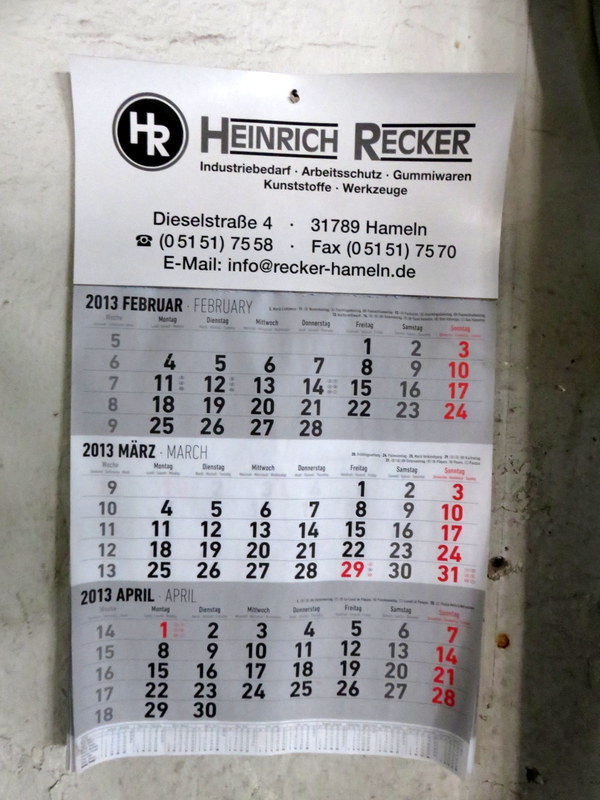 HR
HEINRICH RECKER
Industriebedarf · Arbeitsschutz · Gummiwaren
Kunststoffe · Werkzeuge
Dieselstraße 4 · 31789 Hameln
☎ (0 51 51) 75 58 · Fax (0 51 51) 75 70
E-Mail: info@recker-hameln.de
2013 FEBRUAR · FEBRUARY
Woche Montag Dienstag Mittwoch Donnerstag Freitag Samstag Sonntag
5 1 2 3
6 4 5 6 7 8 9 10
7 11 12 13 14 15 16 17
8 18 19 20 21 22 23 24
9 25 26 27 28
2013 MÄRZ · MARCH
Woche Montag Dienstag Mittwoch Donnerstag Freitag Samstag Sonntag
9 1 2 3
10 4 5 6 7 8 9 10
11 11 12 13 14 15 16 17
12 18 19 20 21 22 23 24
13 25 26 27 28 29 30 31
2013 APRIL · APRIL
Woche Montag Dienstag Mittwoch Donnerstag Freitag Samstag Sonntag
14 1 2 3 4 5 6 7
15 8 9 10 11 12 13 14
16 15 16 17 18 19 20 21
17 22 23 24 25 26 27 28
18 29 30